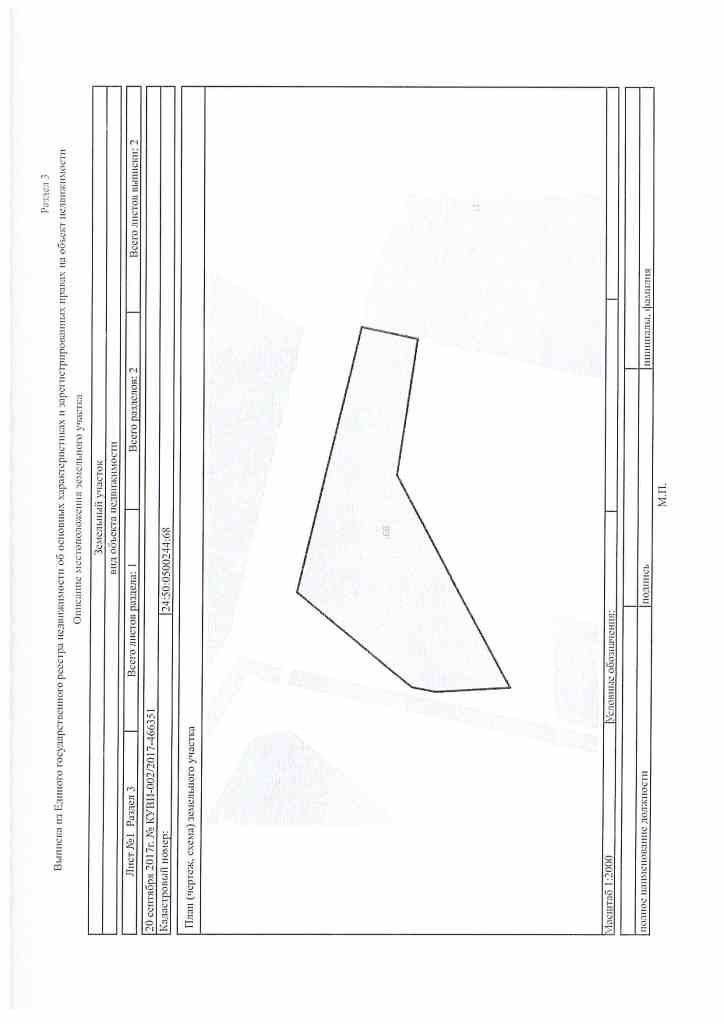 Раздел 3
Выписка из Единого государственного реестра недвижимости об основных характеристиках и зарегистрированных правах на объект недвижимости
Описание местоположения земельного участка
Земельный участок
вид объекта недвижимости
Лист №1 Раздел 3 Всего листов раздела: 1 Всего разделов: 2 Всего листов выписки: 2
20 сентября 2017г. № КУВИ-002/2017-466351
Кадастровый номер: 24:50:0500244:68
План (чертеж, схема) земельного участка
:68
Масштаб 1:2000 Условные обозначения:
полное наименование должности подпись инициалы, фамилия
М.П.